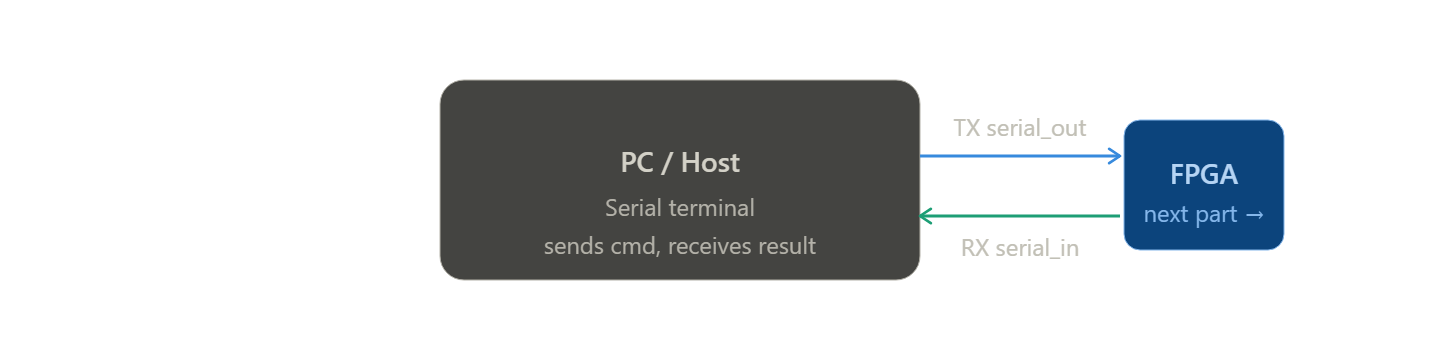 PC / Host
Serial terminal
sends cmd, receives result
TX serial_out
RX serial_in
FPGA
next part →